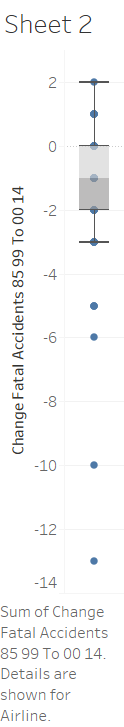 Sheet 2
Change Fatal Accidents 85 99 To 00 14
2
0
-2
-4
-6
-8
-10
-12
-14
Sum of Change
Fatal Accidents
85 99 To 00 14.
Details are
shown for
Airline.